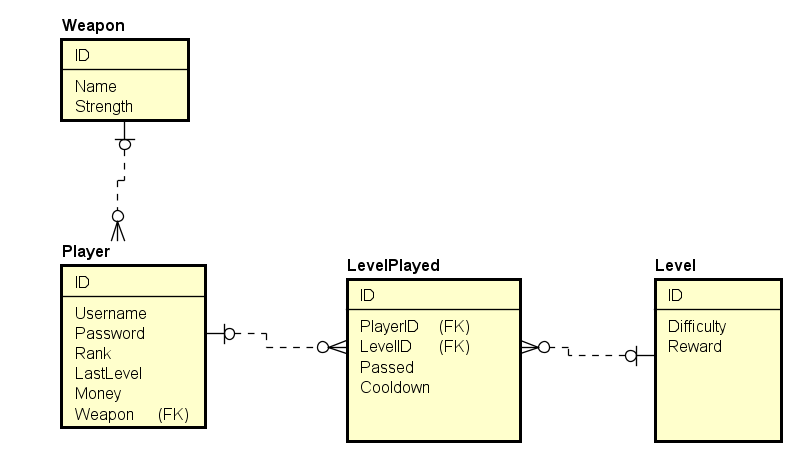 Weapon
ID
Name
Strength
Player
ID
Username
Password
Rank
LastLevel
Money
Weapon (FK)
LevelPlayed
ID
PlayerID (FK)
LevelID (FK)
Passed
Cooldown
Level
ID
Difficulty
Reward